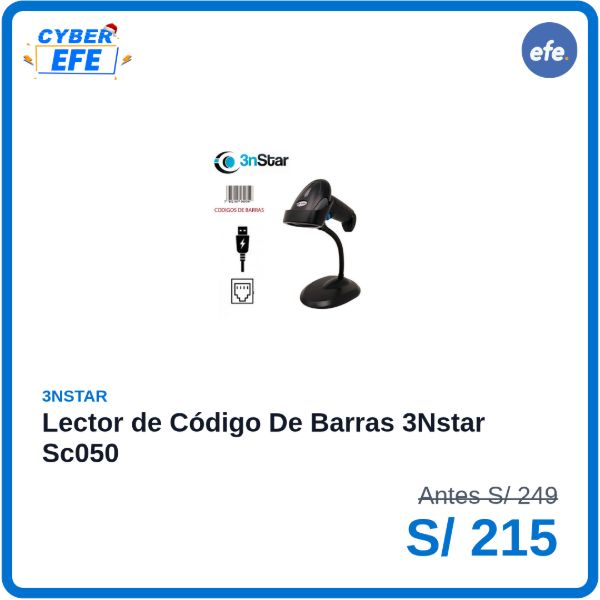 CYBER
EFE
efe.
3nStar
CODIGOS DE BARRAS
3NSTAR
Lector de Código De Barras 3Nstar
Sc050
Antes S/ 249
S/ 215